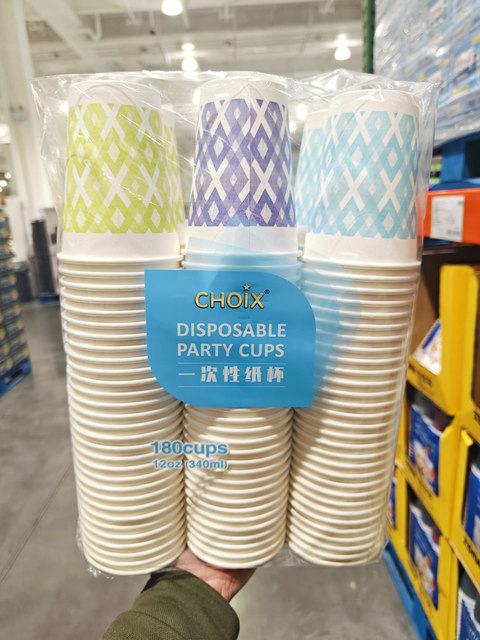 CHOIX®
DISPOSABLE
PARTY CUPS
一次性纸杯
180cups
12oz (340ml)